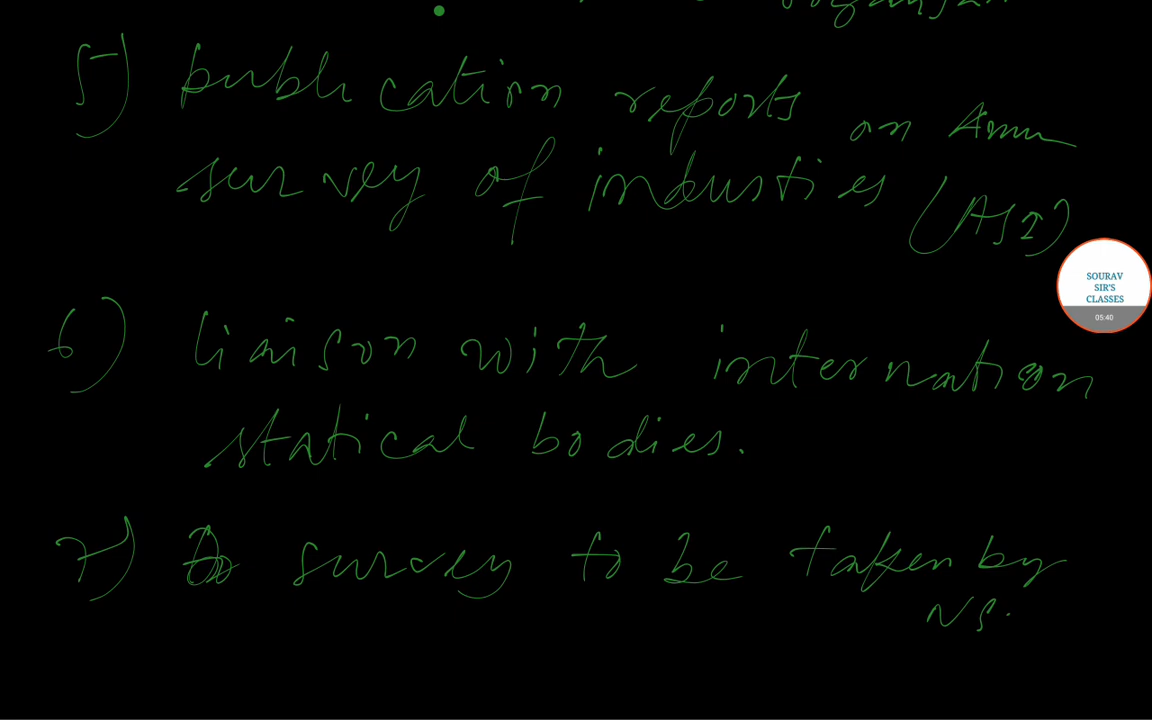 5) publication reports on Annu
survey of industies (ASI)
SOURAV
SIR'S
CLASSES
05:40
6) liaison with internation
statical bodies.
7) survey to be taken by
NS.